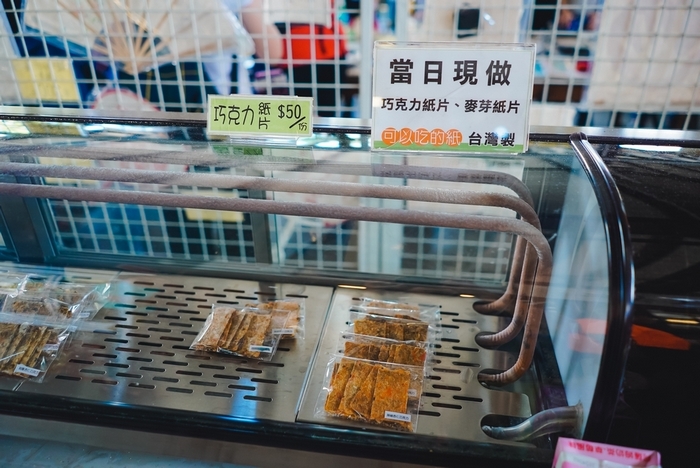 巧克力紙片 $50/份
當日現做
巧克力紙片、麥芽紙片
可以吃的紙 台灣製